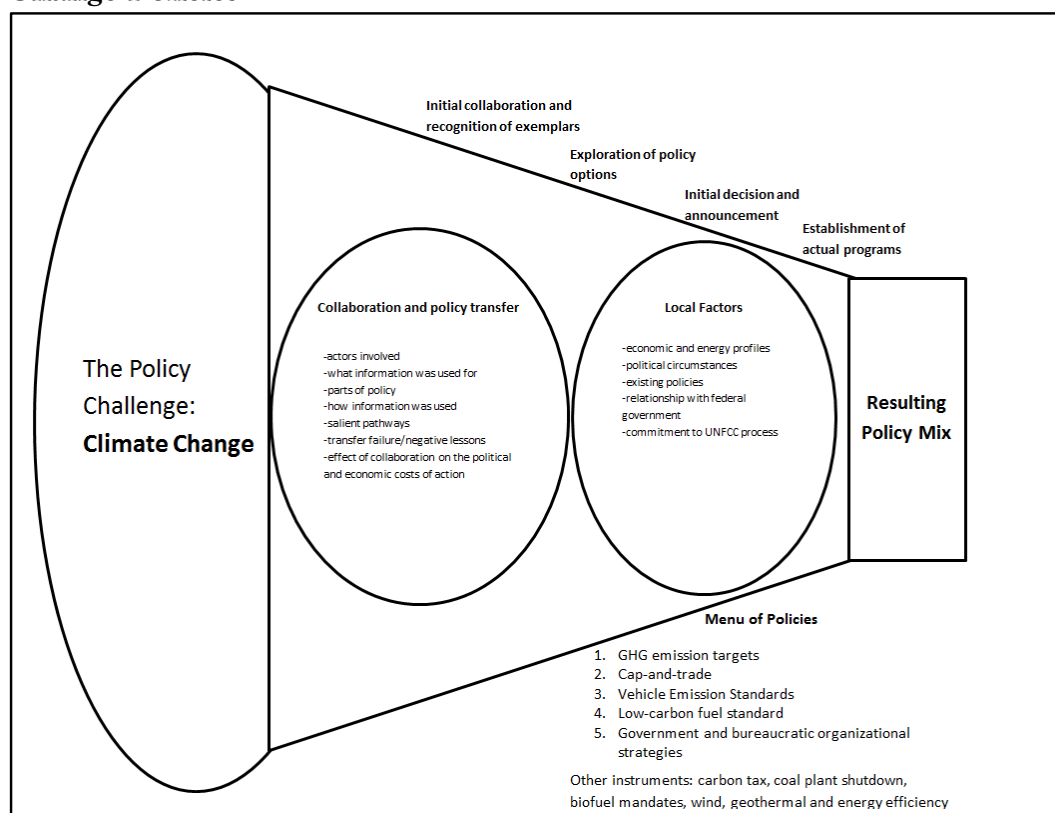 Initial collaboration and
recognition of exemplars
Exploration of policy
options
Initial decision and
announcement
Establishment of
actual programs
Collaboration and policy transfer
-actors involved
-what information was used for
-parts of policy
-how information was used
-salient pathways
-transfer failure/negative lessons
-effect of collaboration on the political
and economic costs of action
Local Factors
-economic and energy profiles
-political circumstances
-existing policies
-relationship with federal
government
-commitment to UNFCC process
The Policy
Challenge:
Climate Change
Resulting
Policy Mix
Menu of Policies
1. GHG emission targets
2. Cap-and-trade
3. Vehicle Emission Standards
4. Low-carbon fuel standard
5. Government and bureaucratic organizational
strategies
Other instruments: carbon tax, coal plant shutdown,
biofuel mandates, wind, geothermal and energy efficiency